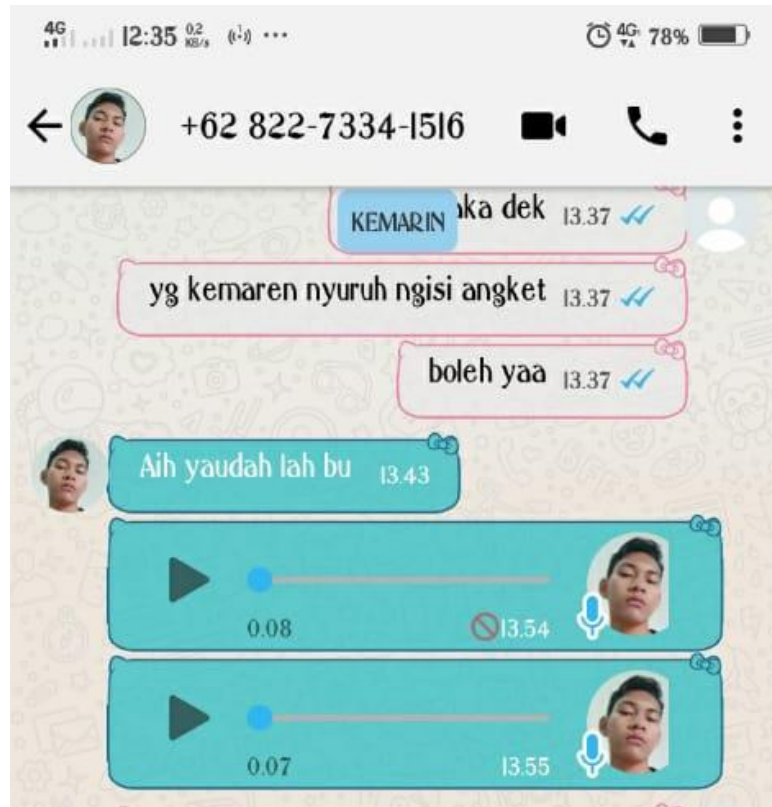 4G 12:35 0.2 KB/s 4G 78%
+62 822-7334-1516
KEMARIN dek 13.37
yg kemaren nyuruh ngisi angket 13.37
boleh yaa 13.37
Aih yaudah lah bu 13.43
0.08 13.54
0.07 13.55